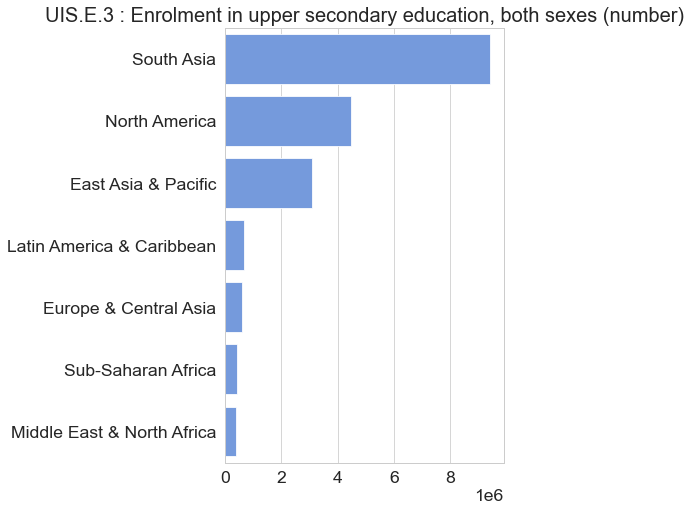 UIS.E.3 : Enrolment in upper secondary education, both sexes (number)
South Asia
North America
East Asia & Pacific
Latin America & Caribbean
Europe & Central Asia
Sub-Saharan Africa
Middle East & North Africa
0 2 4 6 8
1e6